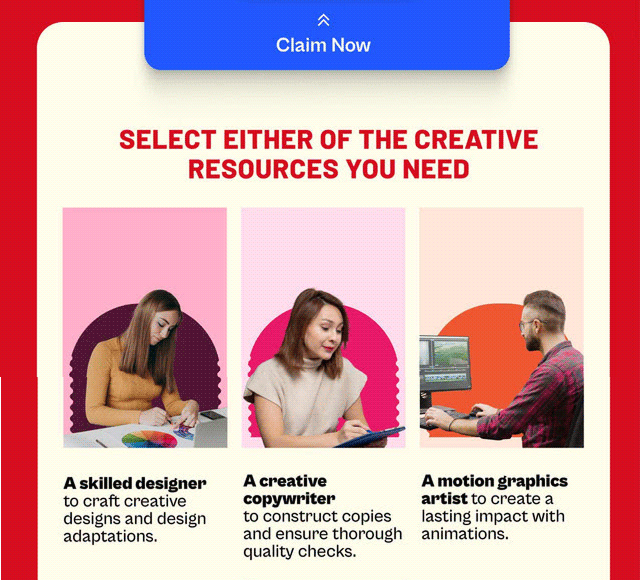 Claim Now
SELECT EITHER OF THE CREATIVE
RESOURCES YOU NEED
A skilled designer
to craft creative
designs and design
adaptations.
A creative
copywriter
to construct copies
and ensure thorough
quality checks.
A motion graphics
artist to create a
lasting impact with
animations.